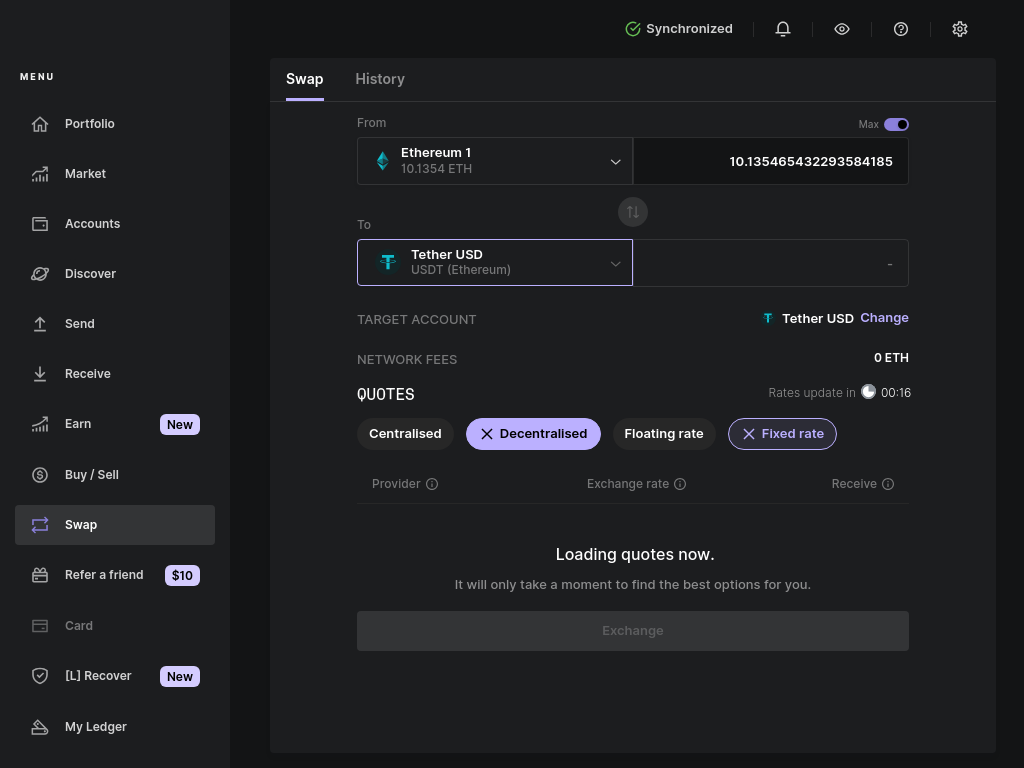 Synchronized
MENU
Portfolio
Market
Accounts
Discover
Send
Receive
Earn New
Buy / Sell
Swap
Refer a friend $10
Card
[L] Recover New
My Ledger
Swap History
From Max
Ethereum 1
10.1354 ETH
10.135465432293584185
To
Tether USD
USDT (Ethereum)
-
TARGET ACCOUNT Tether USD Change
NETWORK FEES 0 ETH
QUOTES Rates update in 00:16
Centralised Decentralised Floating rate Fixed rate
Provider Exchange rate Receive
Loading quotes now.
It will only take a moment to find the best options for you.
Exchange